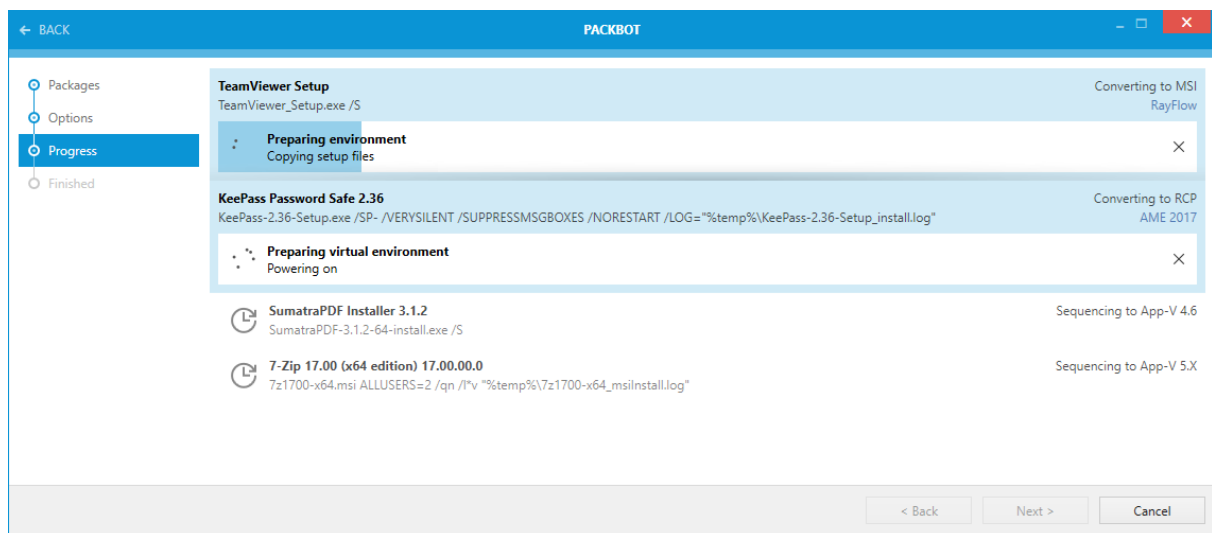 ← BACK
PACKBOT
Packages
Options
Progress
Finished
TeamViewer Setup
Converting to MSI
TeamViewer_Setup.exe /S
RayFlow
Preparing environment
Copying setup files
KeePass Password Safe 2.36
Converting to RCP
KeePass-2.36-Setup.exe /SP- /VERYSILENT /SUPPRESSMSGBOXES /NORESTART /LOG="%temp%\KeePass-2.36-Setup_install.log"
AME 2017
Preparing virtual environment
Powering on
SumatraPDF Installer 3.1.2
Sequencing to App-V 4.6
SumatraPDF-3.1.2-64-install.exe /S
7-Zip 17.00 (x64 edition) 17.00.00.0
Sequencing to App-V 5.X
7z1700-x64.msi ALLUSERS=2 /qn /l*v "%temp%\7z1700-x64_msiInstall.log"
< Back
Next >
Cancel